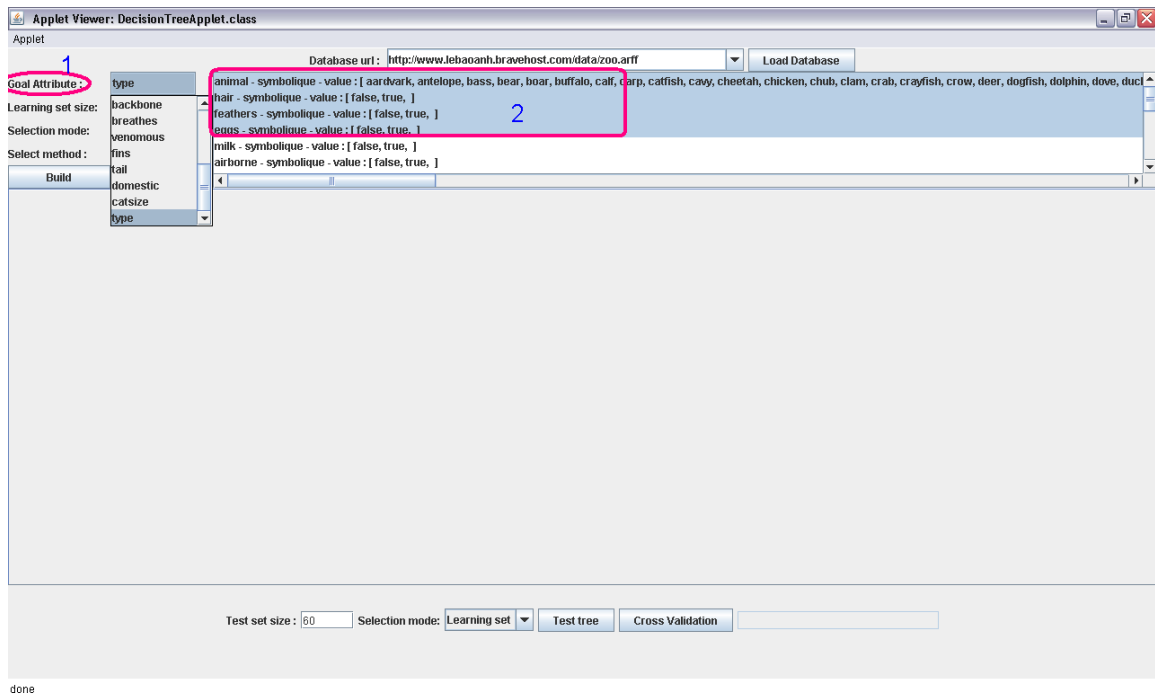 Applet Viewer: DecisionTreeApplet.class
Applet
1
Database url : http://www.lebaoanh.bravehost.com/data/zoo.arff Load Database
Goal Attribute : type
animal - symbolique - value : [ aardvark, antelope, bass, bear, boar, buffalo, calf, carp, catfish, cavy, cheetah, chicken, chub, clam, crab, crayfish, crow, deer, dogfish, dolphin, dove, ducl
hair - symbolique - value : [ false, true, ]
feathers - symbolique - value : [ false, true, ]
2
eggs - symbolique - value : [ false, true, ]
milk - symbolique - value : [ false, true, ]
airborne - symbolique - value : [ false, true, ]
Learning set size:
Selection mode:
Select method :
Build
backbone
breathes
venomous
fins
tail
domestic
catsize
type
Test set size : 60 Selection mode: Learning set Test tree Cross Validation
done